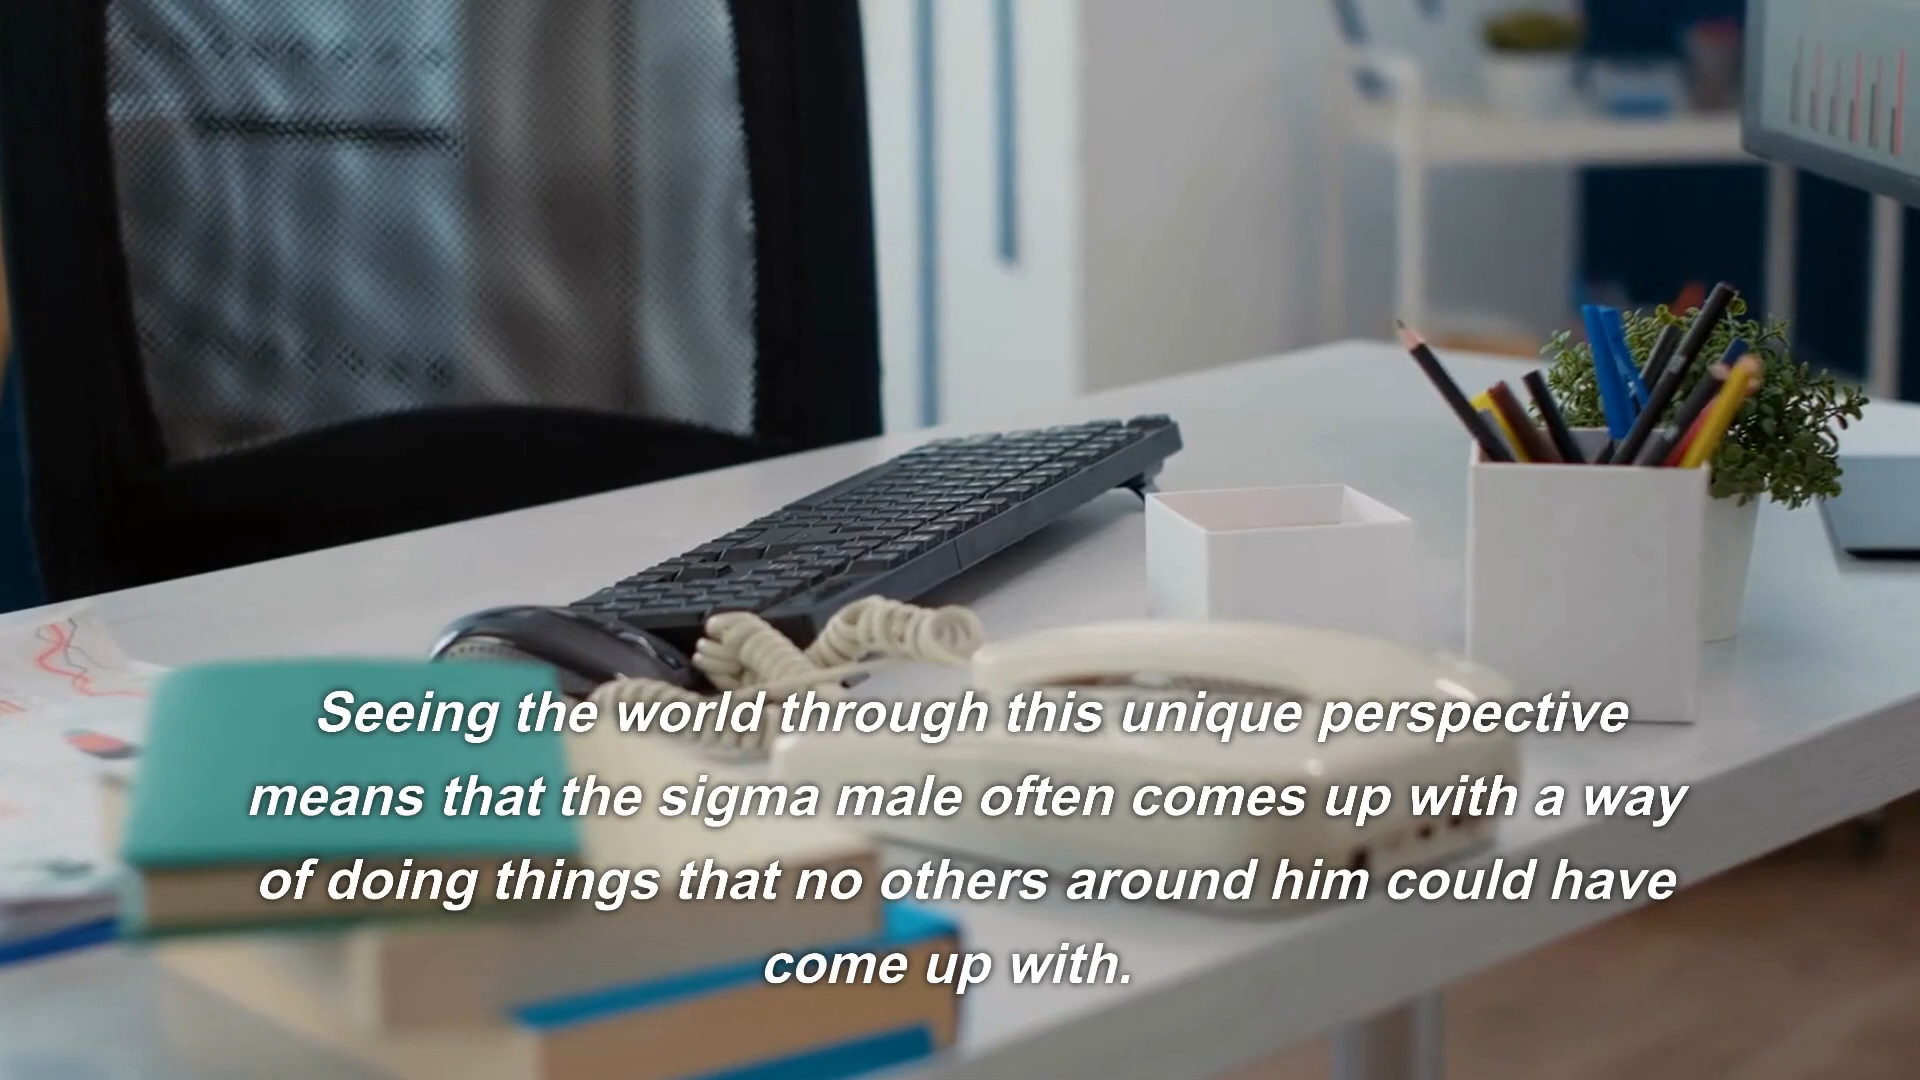 Seeing the world through this unique perspective
means that the sigma male often comes up with a way
of doing things that no others around him could have
come up with.